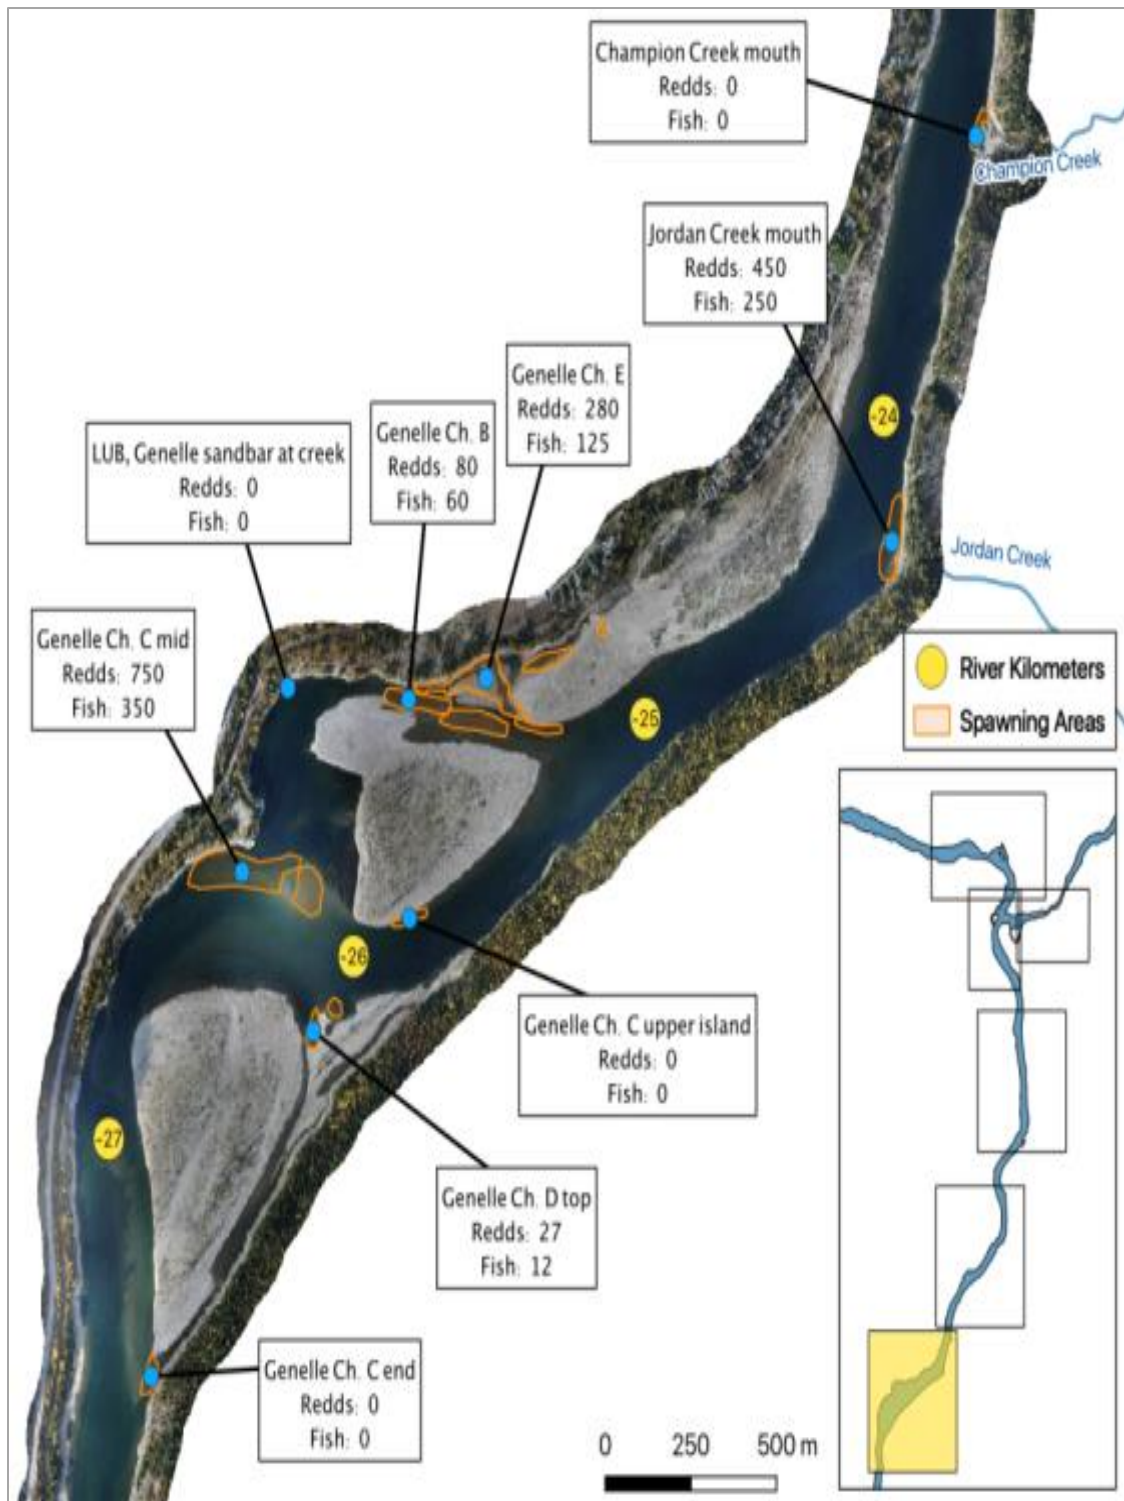 Champion Creek mouth
Redds: 0
Fish: 0
Champion Creek
Jordan Creek mouth
Redds: 450
Fish: 250
Genelle Ch. E
Redds: 280
Fish: 125
-24
Genelle Ch. B
Redds: 80
Fish: 60
LUB, Genelle sandbar at creek
Redds: 0
Fish: 0
Jordan Creek
Genelle Ch. C mid
Redds: 750
Fish: 350
River Kilometers
Spawning Areas
-25
-26
Genelle Ch. C upper island
Redds: 0
Fish: 0
-27
Genelle Ch. D top
Redds: 27
Fish: 12
Genelle Ch. C end
Redds: 0
Fish: 0
0 250 500 m